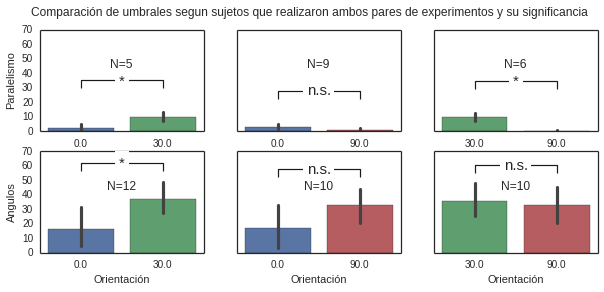 Comparación de umbrales segun sujetos que realizaron ambos pares de experimentos y su significancia
Paralelismo
70
60
50
40
30
20
10
0
N=5
*
0.0 30.0
N=9
n.s.
0.0 90.0
N=6
*
30.0 90.0
Angulos
70
60
50
40
30
20
10
0
*
N=12
0.0 30.0
Orientación
n.s.
N=10
0.0 90.0
Orientación
n.s.
N=10
30.0 90.0
Orientación